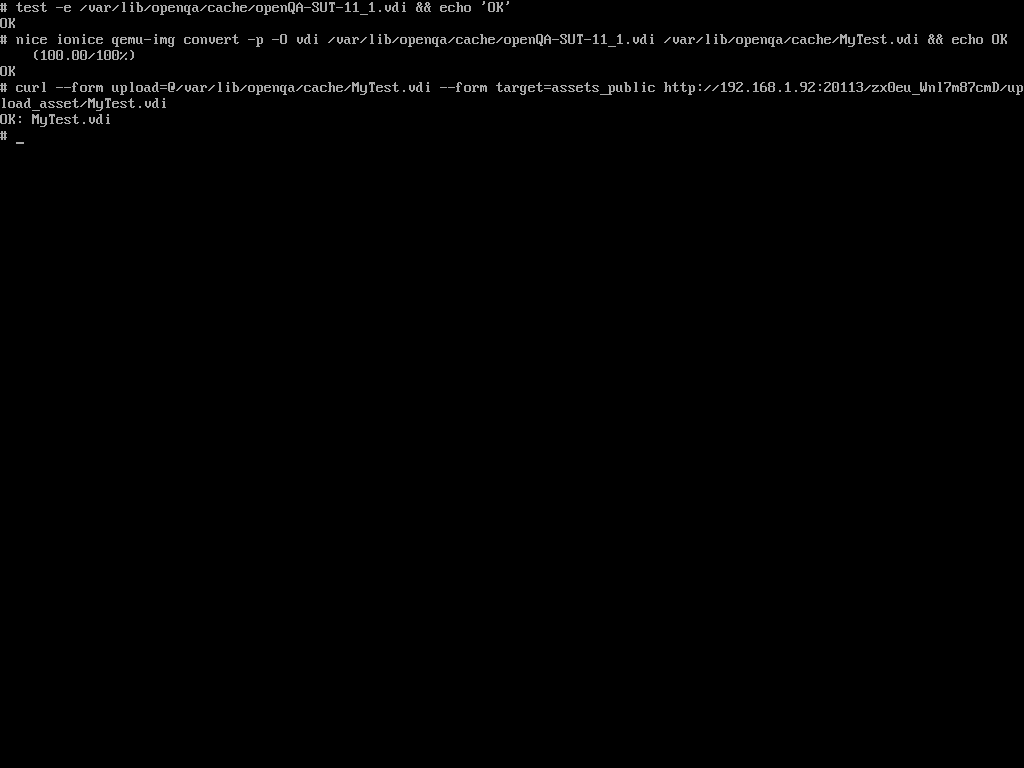 # test -e /var/lib/openqa/cache/openQA-SUT-11_1.vdi && echo 'OK'
OK
# nice ionice qemu-img convert -p -O vdi /var/lib/openqa/cache/openQA-SUT-11_1.vdi /var/lib/openqa/cache/MyTest.vdi && echo OK
    (100.00/100%)
OK
# curl --form upload=@/var/lib/openqa/cache/MyTest.vdi --form target=assets_public http://192.168.1.92:20113/zx0eu_Wnl7m87cmD/up
load_asset/MyTest.vdi
OK: MyTest.vdi
# _